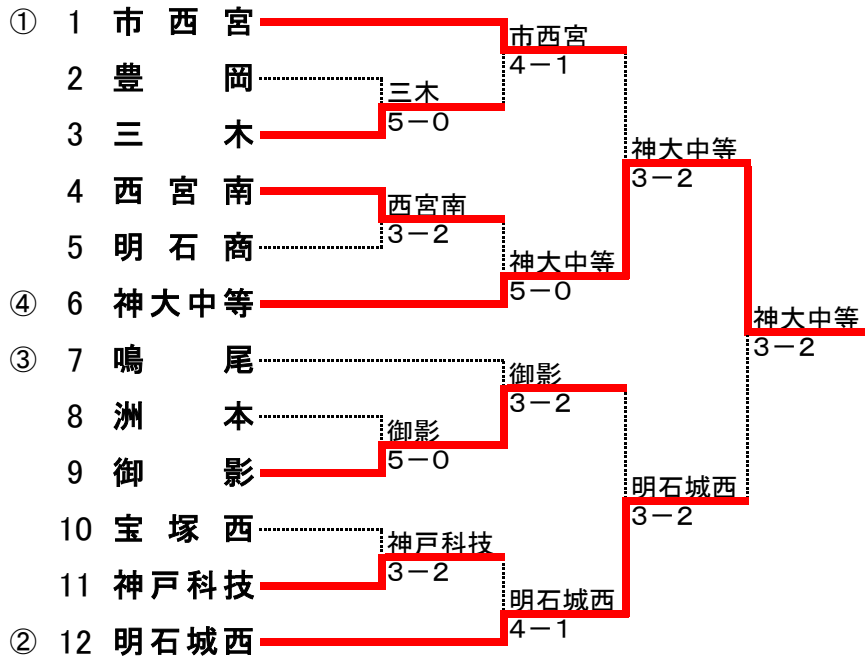 ① 1 市西宮
2 豊岡
3 三木
4 西宮南
5 明石商
④ 6 神大中等
③ 7 鳴尾
8 洲本
9 御影
10 宝塚西
11 神戸科技
② 12 明石城西
三木
5－0
西宮南
3－2
御影
5－0
神戸科技
3－2
市西宮
4－1
神大中等
5－0
御影
3－2
明石城西
4－1
神大中等
3－2
明石城西
3－2
神大中等
3－2